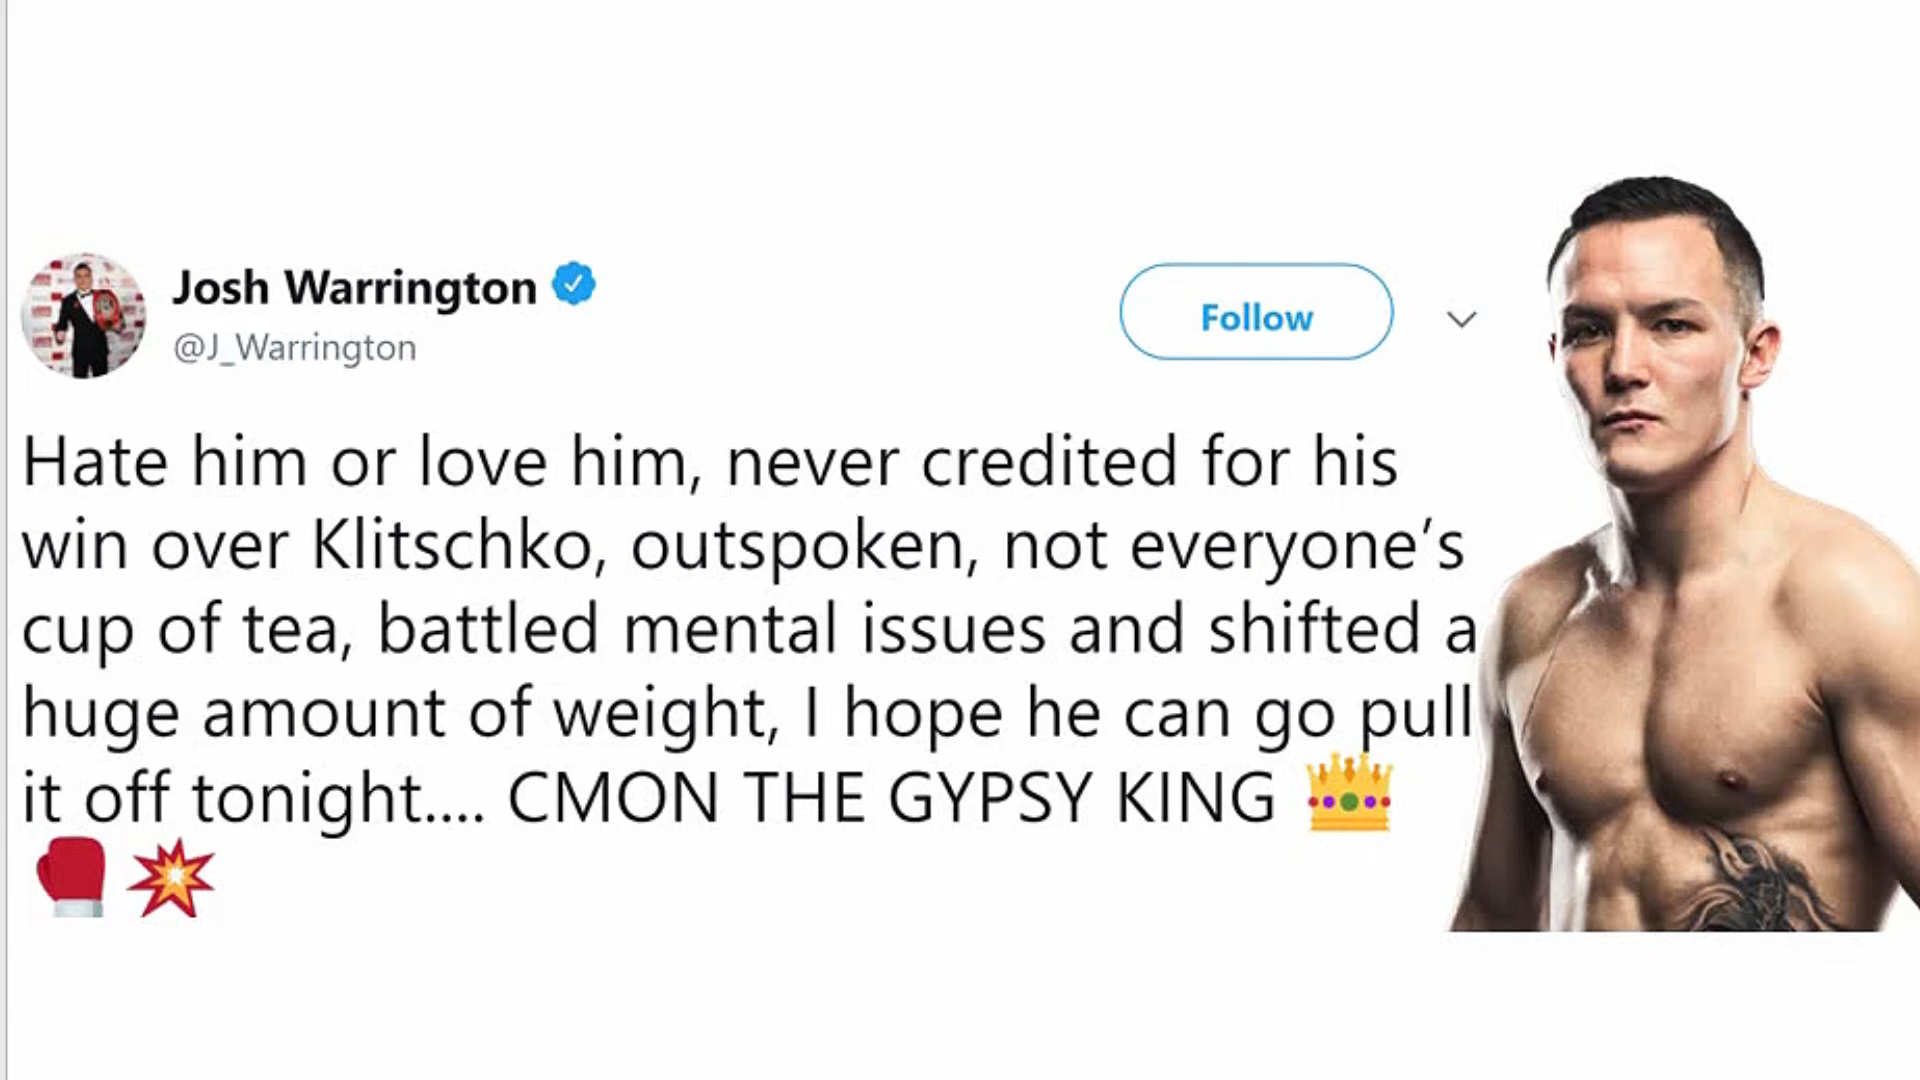 Josh Warrington
@J_Warrington
Follow
Hate him or love him, never credited for his
win over Klitschko, outspoken, not everyone’s
cup of tea, battled mental issues and shifted a
huge amount of weight, I hope he can go pull
it off tonight.... CMON THE GYPSY KING 👑
🥊💥